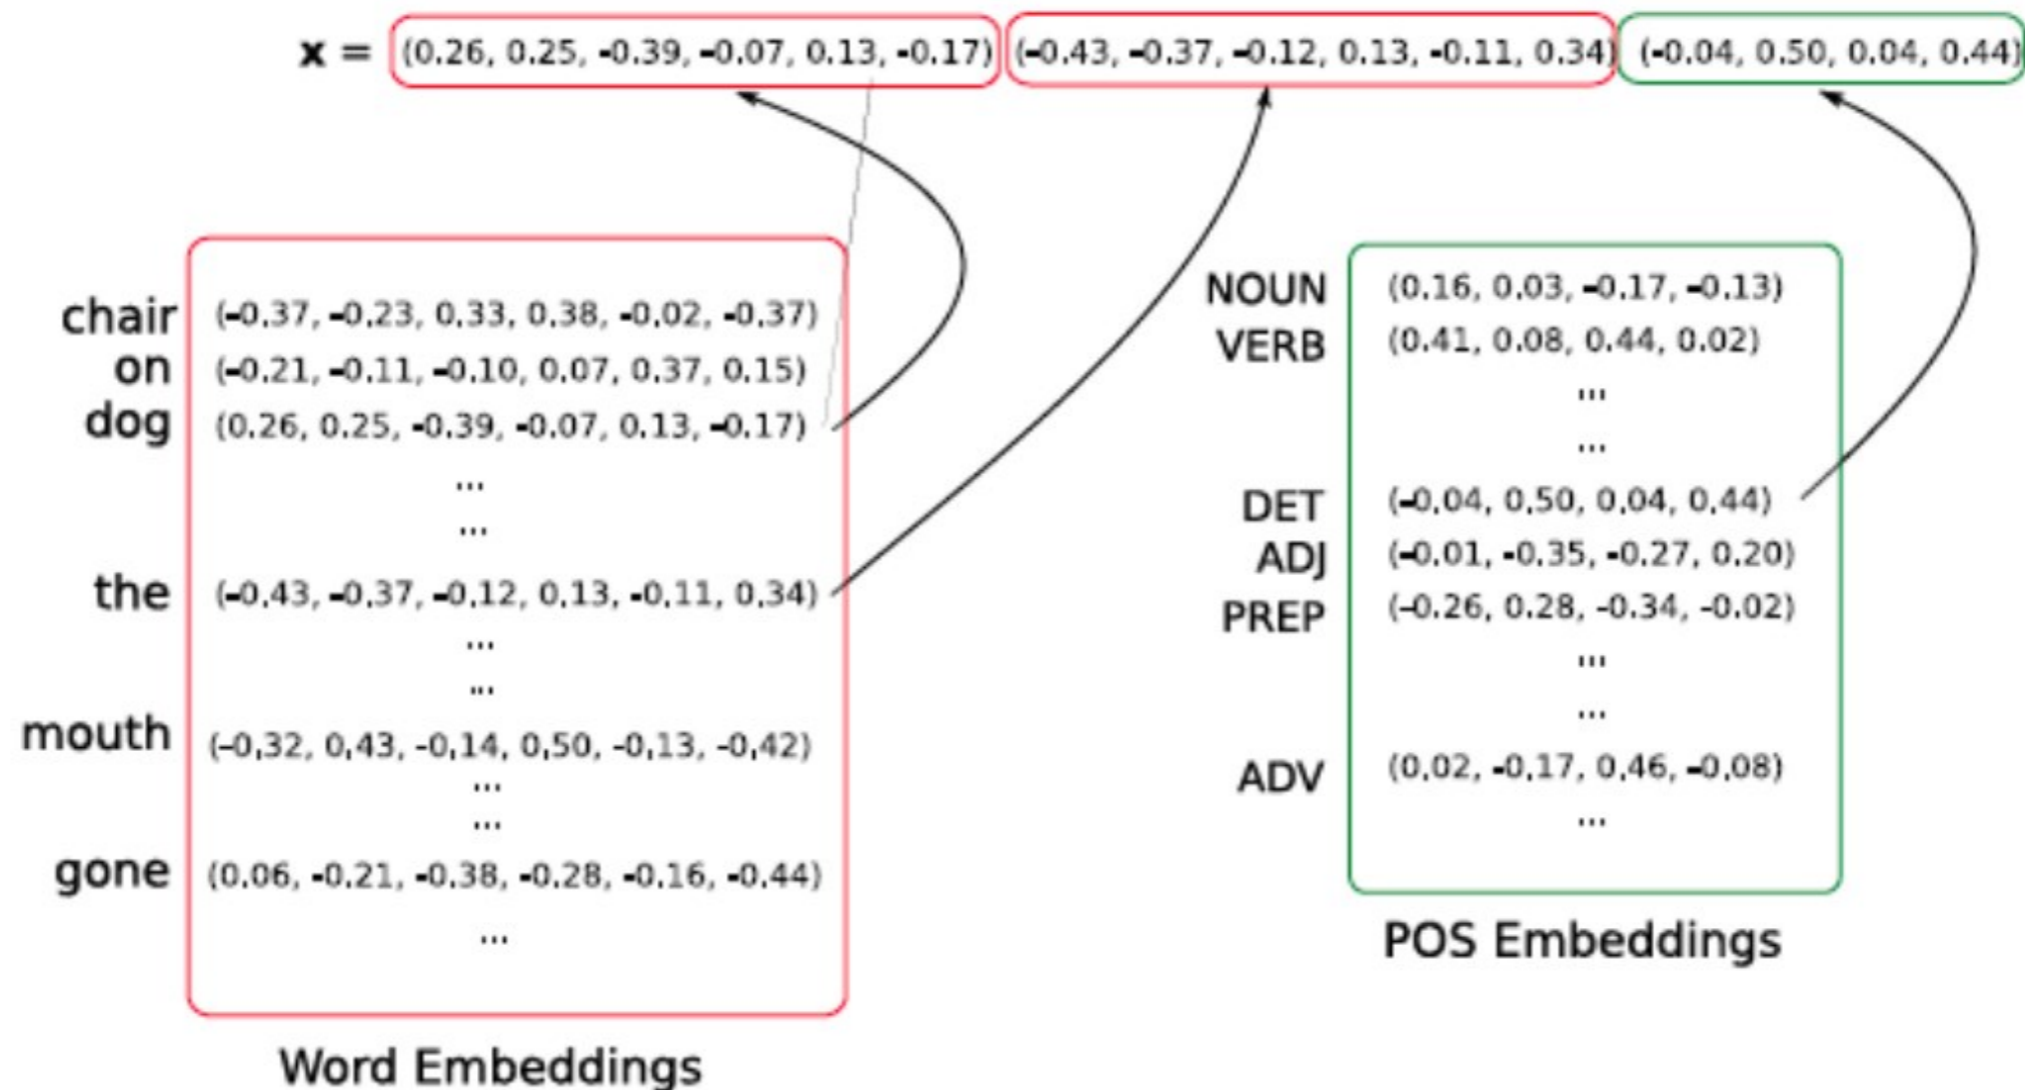 x = (0.26, 0.25, -0.39, -0.07, 0.13, -0.17) (-0.43, -0.37, -0.12, 0.13, -0.11, 0.34) (-0.04, 0.50, 0.04, 0.44)
chair (-0.37, -0.23, 0.33, 0.38, -0.02, -0.37)
on (-0.21, -0.11, -0.10, 0.07, 0.37, 0.15)
dog (0.26, 0.25, -0.39, -0.07, 0.13, -0.17)
...
...
the (-0.43, -0.37, -0.12, 0.13, -0.11, 0.34)
...
...
mouth (-0.32, 0.43, -0.14, 0.50, -0.13, -0.42)
...
...
gone (0.06, -0.21, -0.38, -0.28, -0.16, -0.44)
...
Word Embeddings
NOUN (0.16, 0.03, -0.17, -0.13)
VERB (0.41, 0.08, 0.44, 0.02)
...
...
DET (-0.04, 0.50, 0.04, 0.44)
ADJ (-0.01, -0.35, -0.27, 0.20)
PREP (-0.26, 0.28, -0.34, -0.02)
...
...
ADV (0.02, -0.17, 0.46, -0.08)
...
POS Embeddings